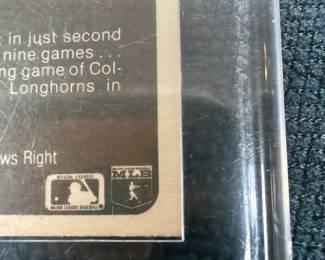 in just second
nine games . . .
ng game of Col-
Longhorns in
ws Right
OFFICIAL LICENSEE
MAJOR LEAGUE BASEBALL
MLB